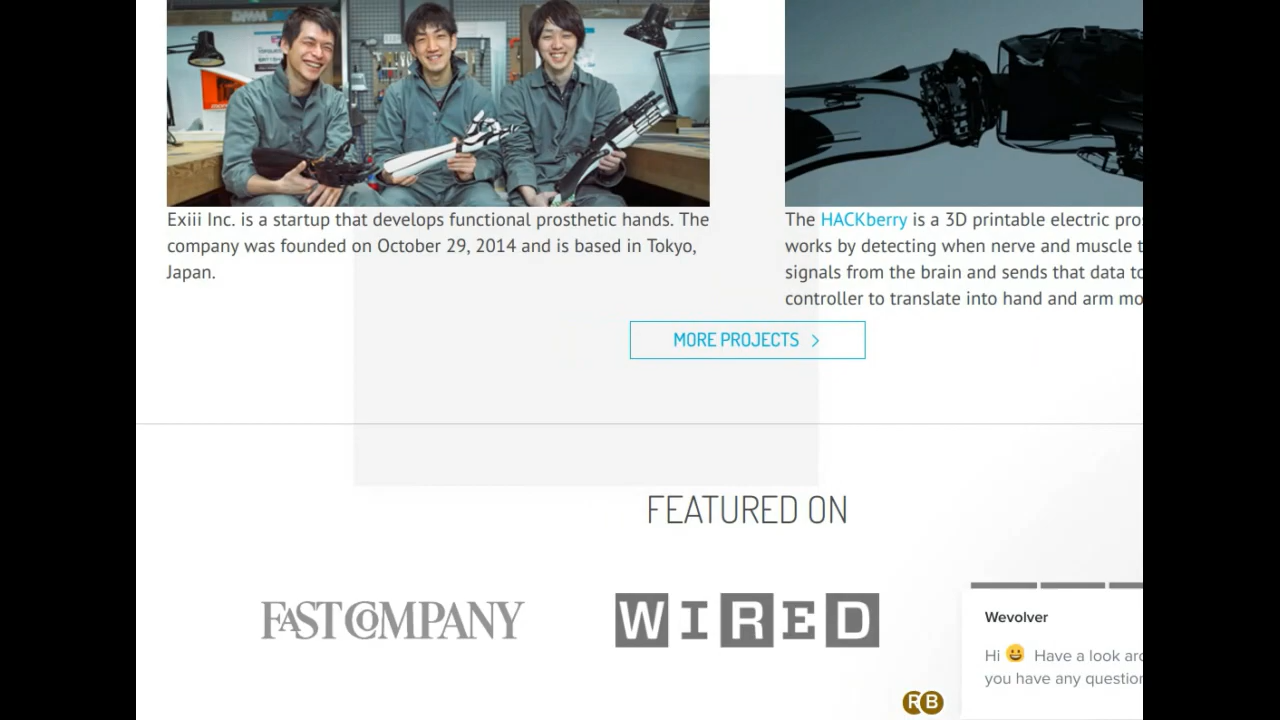 Exiii Inc. is a startup that develops functional prosthetic hands. The
company was founded on October 29, 2014 and is based in Tokyo,
Japan.
The HACKberry is a 3D printable electric pro
works by detecting when nerve and muscle t
signals from the brain and sends that data to
controller to translate into hand and arm mo
MORE PROJECTS
FEATURED ON
FAST COMPANY
WIRED
Wevolver
Hi 😀 Have a look aro
you have any question
RB